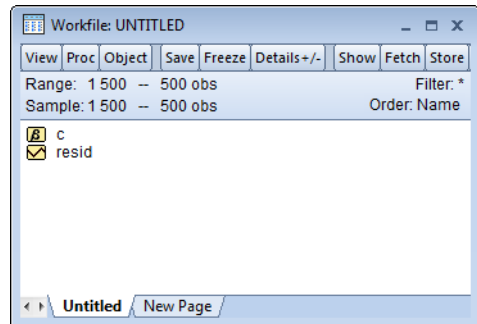 Workfile: UNTITLED
View Proc Object Save Freeze Details+/- Show Fetch Store
Range: 1 500 -- 500 obs Filter: *
Sample: 1 500 -- 500 obs Order: Name
β c
resid
Untitled New Page